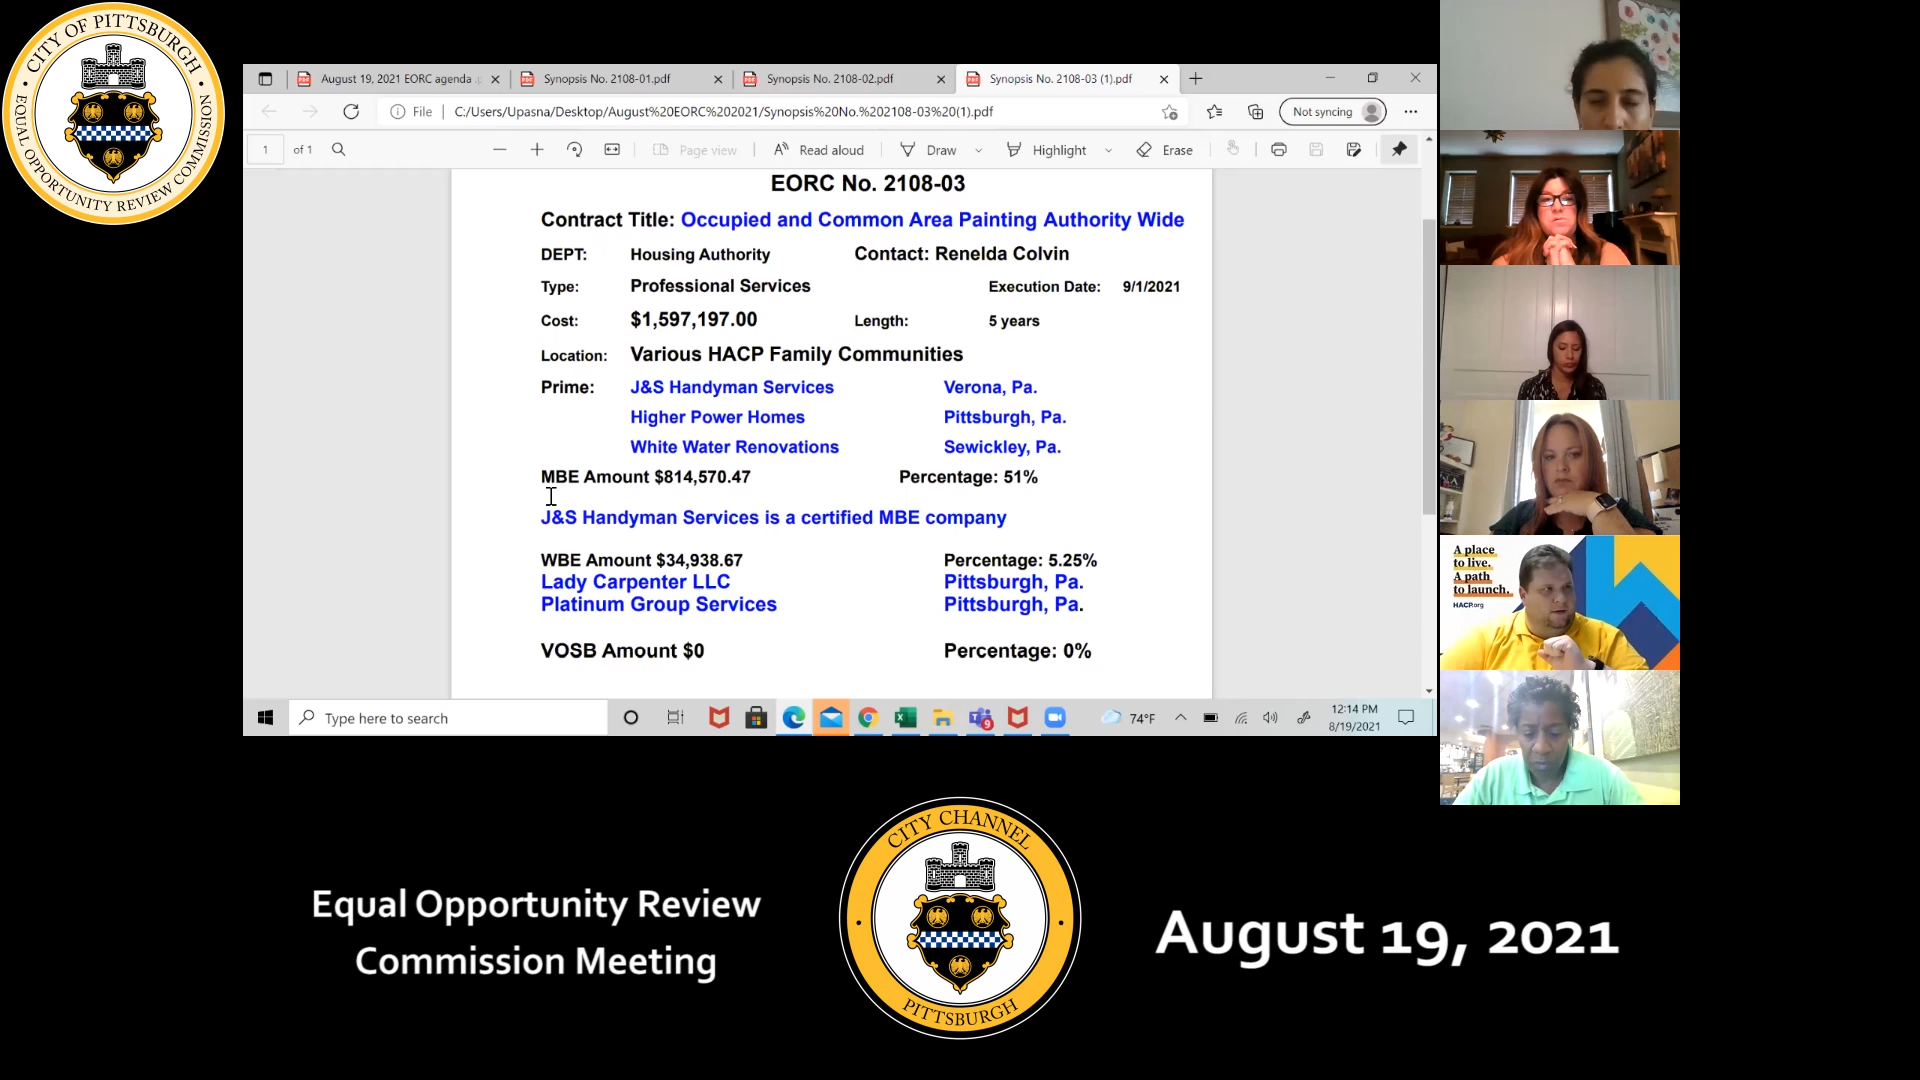 CITY OF PITTSBURGH
EQUAL OPPORTUNITY REVIEW COMMISSION
August 19, 2021 EORC agenda .p
Synopsis No. 2108-01.pdf
Synopsis No. 2108-02.pdf
Synopsis No. 2108-03 (1).pdf
File
C:/Users/Upasna/Desktop/August%20EORC%202021/Synopsis%20No.%202108-03%20(1).pdf
Not syncing
1 of 1
Page view
Read aloud
Draw
Highlight
Erase
EORC No. 2108-03
Contract Title: Occupied and Common Area Painting Authority Wide
DEPT: Housing Authority Contact: Renelda Colvin
Type: Professional Services Execution Date: 9/1/2021
Cost: $1,597,197.00 Length: 5 years
Location: Various HACP Family Communities
Prime: J&S Handyman Services Verona, Pa.
Higher Power Homes Pittsburgh, Pa.
White Water Renovations Sewickley, Pa.
MBE Amount $814,570.47 Percentage: 51%
J&S Handyman Services is a certified MBE company
WBE Amount $34,938.67 Percentage: 5.25%
Lady Carpenter LLC Pittsburgh, Pa.
Platinum Group Services Pittsburgh, Pa.
VOSB Amount $0 Percentage: 0%
Type here to search
9
74°F
12:14 PM
8/19/2021
A place
to live.
A path
to launch.
HACP.org
Equal Opportunity Review
Commission Meeting
CITY CHANNEL
PITTSBURGH
August 19, 2021